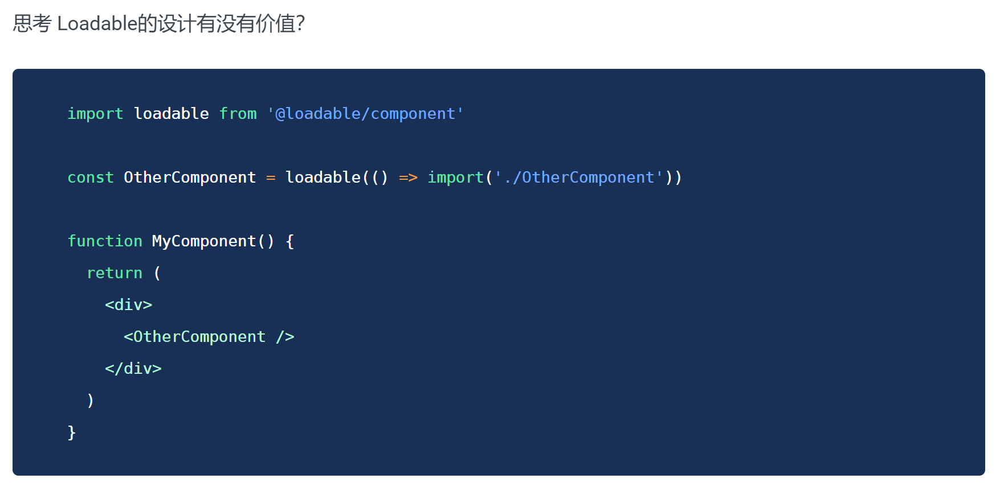 思考 Loadable的设计有没有价值？
import loadable from '@loadable/component'
const OtherComponent = loadable(() => import('./OtherComponent'))
function MyComponent() {
  return (
    <div>
      <OtherComponent />
    </div>
  )
}